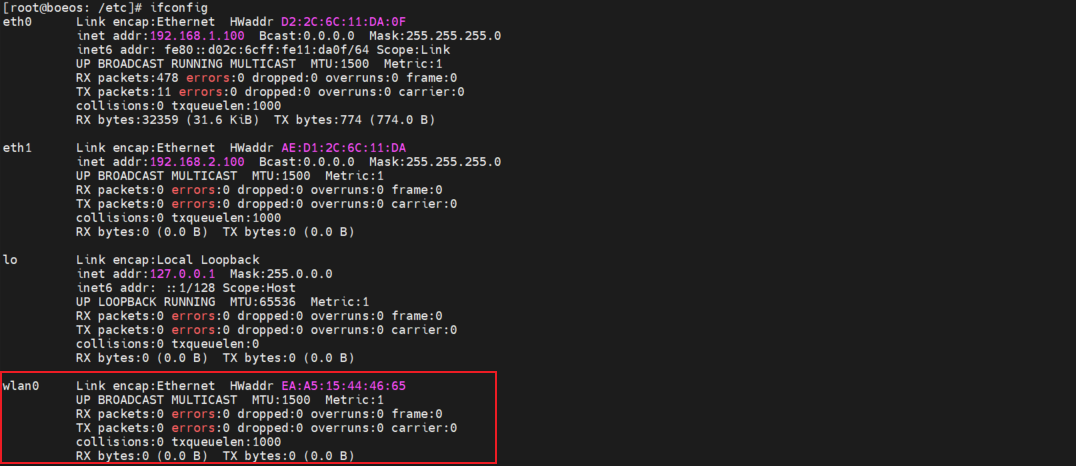 [root@boeos: /etc]# ifconfig
eth0      Link encap:Ethernet  HWaddr D2:2C:6C:11:DA:0F
          inet addr:192.168.1.100  Bcast:0.0.0.0  Mask:255.255.255.0
          inet6 addr: fe80::d02c:6cff:fe11:da0f/64 Scope:Link
          UP BROADCAST RUNNING MULTICAST  MTU:1500  Metric:1
          RX packets:478 errors:0 dropped:0 overruns:0 frame:0
          TX packets:11 errors:0 dropped:0 overruns:0 carrier:0
          collisions:0 txqueuelen:1000
          RX bytes:32359 (31.6 KiB)  TX bytes:774 (774.0 B)

eth1      Link encap:Ethernet  HWaddr AE:D1:2C:6C:11:DA
          inet addr:192.168.2.100  Bcast:0.0.0.0  Mask:255.255.255.0
          UP BROADCAST MULTICAST  MTU:1500  Metric:1
          RX packets:0 errors:0 dropped:0 overruns:0 frame:0
          TX packets:0 errors:0 dropped:0 overruns:0 carrier:0
          collisions:0 txqueuelen:1000
          RX bytes:0 (0.0 B)  TX bytes:0 (0.0 B)

lo        Link encap:Local Loopback
          inet addr:127.0.0.1  Mask:255.0.0.0
          inet6 addr: ::1/128 Scope:Host
          UP LOOPBACK RUNNING  MTU:65536  Metric:1
          RX packets:0 errors:0 dropped:0 overruns:0 frame:0
          TX packets:0 errors:0 dropped:0 overruns:0 carrier:0
          collisions:0 txqueuelen:0
          RX bytes:0 (0.0 B)  TX bytes:0 (0.0 B)

wlan0     Link encap:Ethernet  HWaddr EA:A5:15:44:46:65
          UP BROADCAST MULTICAST  MTU:1500  Metric:1
          RX packets:0 errors:0 dropped:0 overruns:0 frame:0
          TX packets:0 errors:0 dropped:0 overruns:0 carrier:0
          collisions:0 txqueuelen:1000
          RX bytes:0 (0.0 B)  TX bytes:0 (0.0 B)